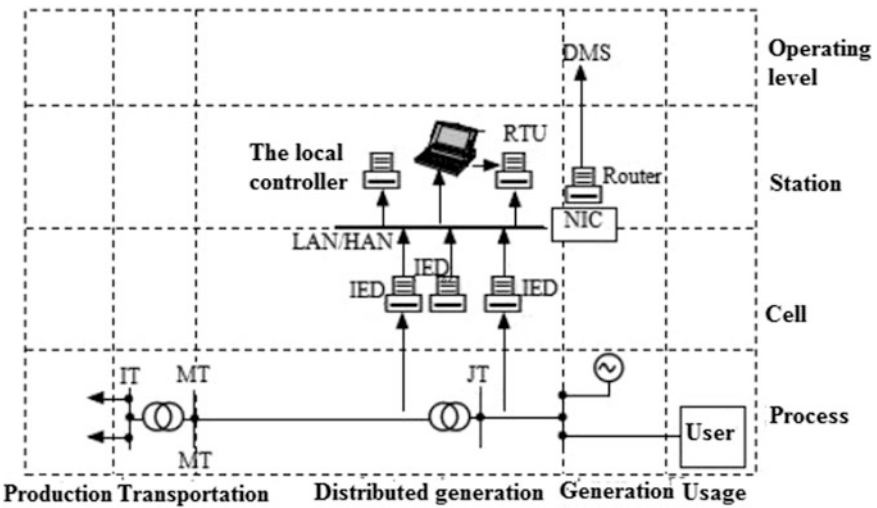 DMS
Operating
level
The local
controller
RTU
Router
Station
NIC
LAN/HAN
IED
IED
IED
Cell
IT
MT
JT
Process
User
MT
Production Transportation Distributed generation Generation Usage